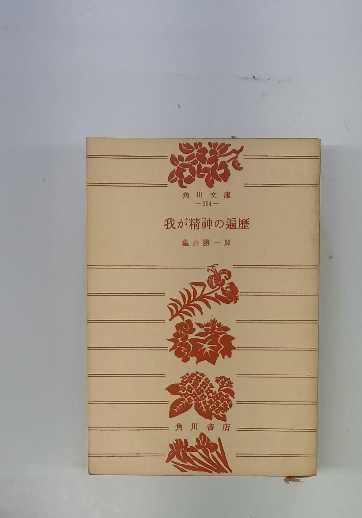 角川文庫
—254—
我が精神の遍歴
亀井勝一郎
角川書店